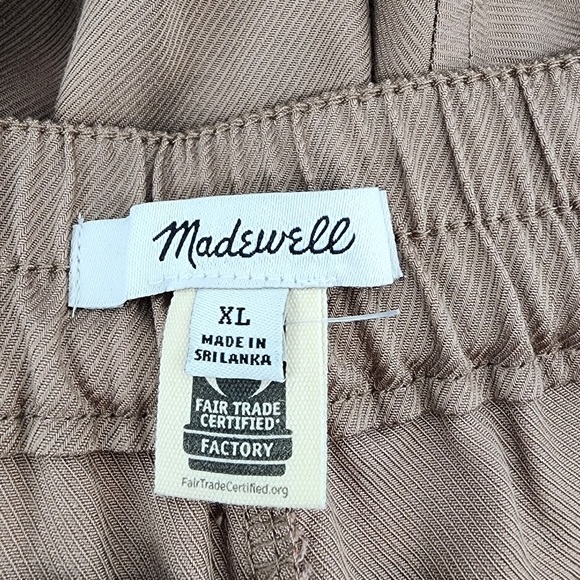 Madewell
XL
MADE IN
SRI LANKA
FAIR TRADE
CERTIFIED*
FACTORY
FairTradeCertified.org